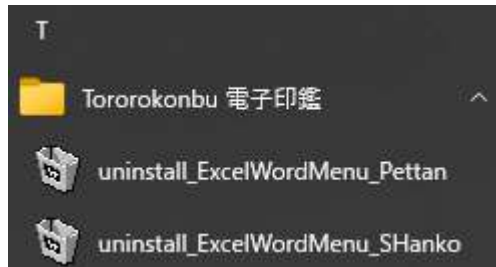 T
Tororokonbu 電子印鑑
uninstall_ExcelWordMenu_Pettan
uninstall_ExcelWordMenu_SHanko